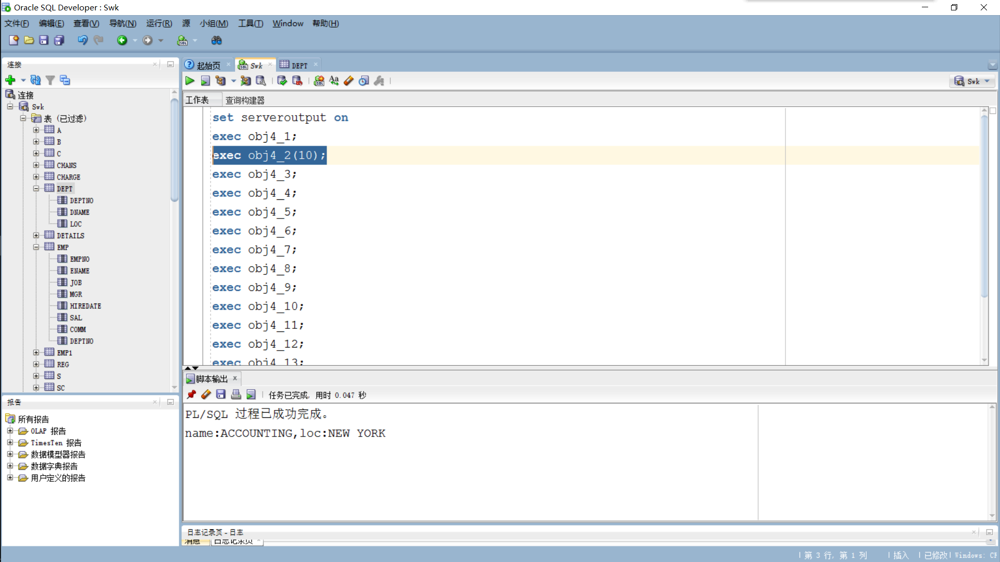 Oracle SQL Developer : Swk
文件(F) 编辑(E) 查看(V) 导航(N) 运行(R) 源 小组(M) 工具(T) Window 帮助(H)
连接
起始页 Swk DEPT
Swk
连接
Swk
表 (已过滤)
A
B
C
CHANS
CHARGE
DEPT
DEPTNO
DNAME
LOC
DETAILS
EMP
EMPNO
ENAME
JOB
MGR
HIREDATE
SAL
COMM
DEPTNO
EMP1
REG
S
SC
报告
所有报告
OLAP 报告
TimesTen 报告
数据模型器报告
数据字典报告
用户定义的报告
工作表 查询构建器
set serveroutput on
exec obj4_1;
exec obj4_2(10);
exec obj4_3;
exec obj4_4;
exec obj4_5;
exec obj4_6;
exec obj4_7;
exec obj4_8;
exec obj4_9;
exec obj4_10;
exec obj4_11;
exec obj4_12;
exec obj4_13;
脚本输出
任务已完成, 用时 0.047 秒
PL/SQL 过程已成功完成。
name:ACCOUNTING,loc:NEW YORK
日志记录页 - 日志
消息 日志记录页
第 3 行, 第 1 列 插入 已修改 Windows: CF